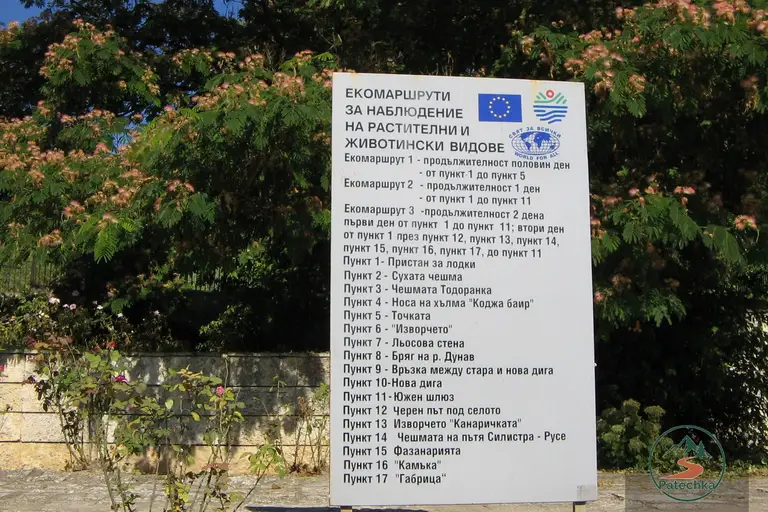 ЕКОМАРШРУТИ
ЗА НАБЛЮДЕНИЕ
НА РАСТИТЕЛНИ И
ЖИВОТИНСКИ ВИДОВЕ
СВЯТ ЗА ВСИЧКИ
WORLD FOR ALL
Екомаршрут 1 - продължителност половин ден
- от пункт 1 до пункт 5
Екомаршрут 2 - продължителност 1 ден
- от пункт 1 до пункт 11
Екомаршрут 3 -продължителност 2 дена
първи ден от пункт 1 до пункт 11; втори ден
от пункт 1 през пункт 12, пункт 13, пункт 14,
пункт 15, пункт 16, пункт 17, до пункт 11
Пункт 1- Пристан за лодки
Пункт 2 - Сухата чешма
Пункт 3 - Чешмата Тодоранка
Пункт 4 - Носа на хълма "Коджа баир"
Пункт 5 - Точката
Пункт 6 - "Изворчето"
Пункт 7 - Льосова стена
Пункт 8 - Бряг на р. Дунав
Пункт 9 - Връзка между стара и нова дига
Пункт 10-Нова дига
Пункт 11- Южен шлюз
Пункт 12 - Черен път под селото
Пункт 13 Изворчето "Канаричката"
Пункт 14 Чешмата на пътя Силистра - Русе
Пункт 15 Фазанарията
Пункт 16 "Камъка"
Пункт 17 "Габрица"
Patechka